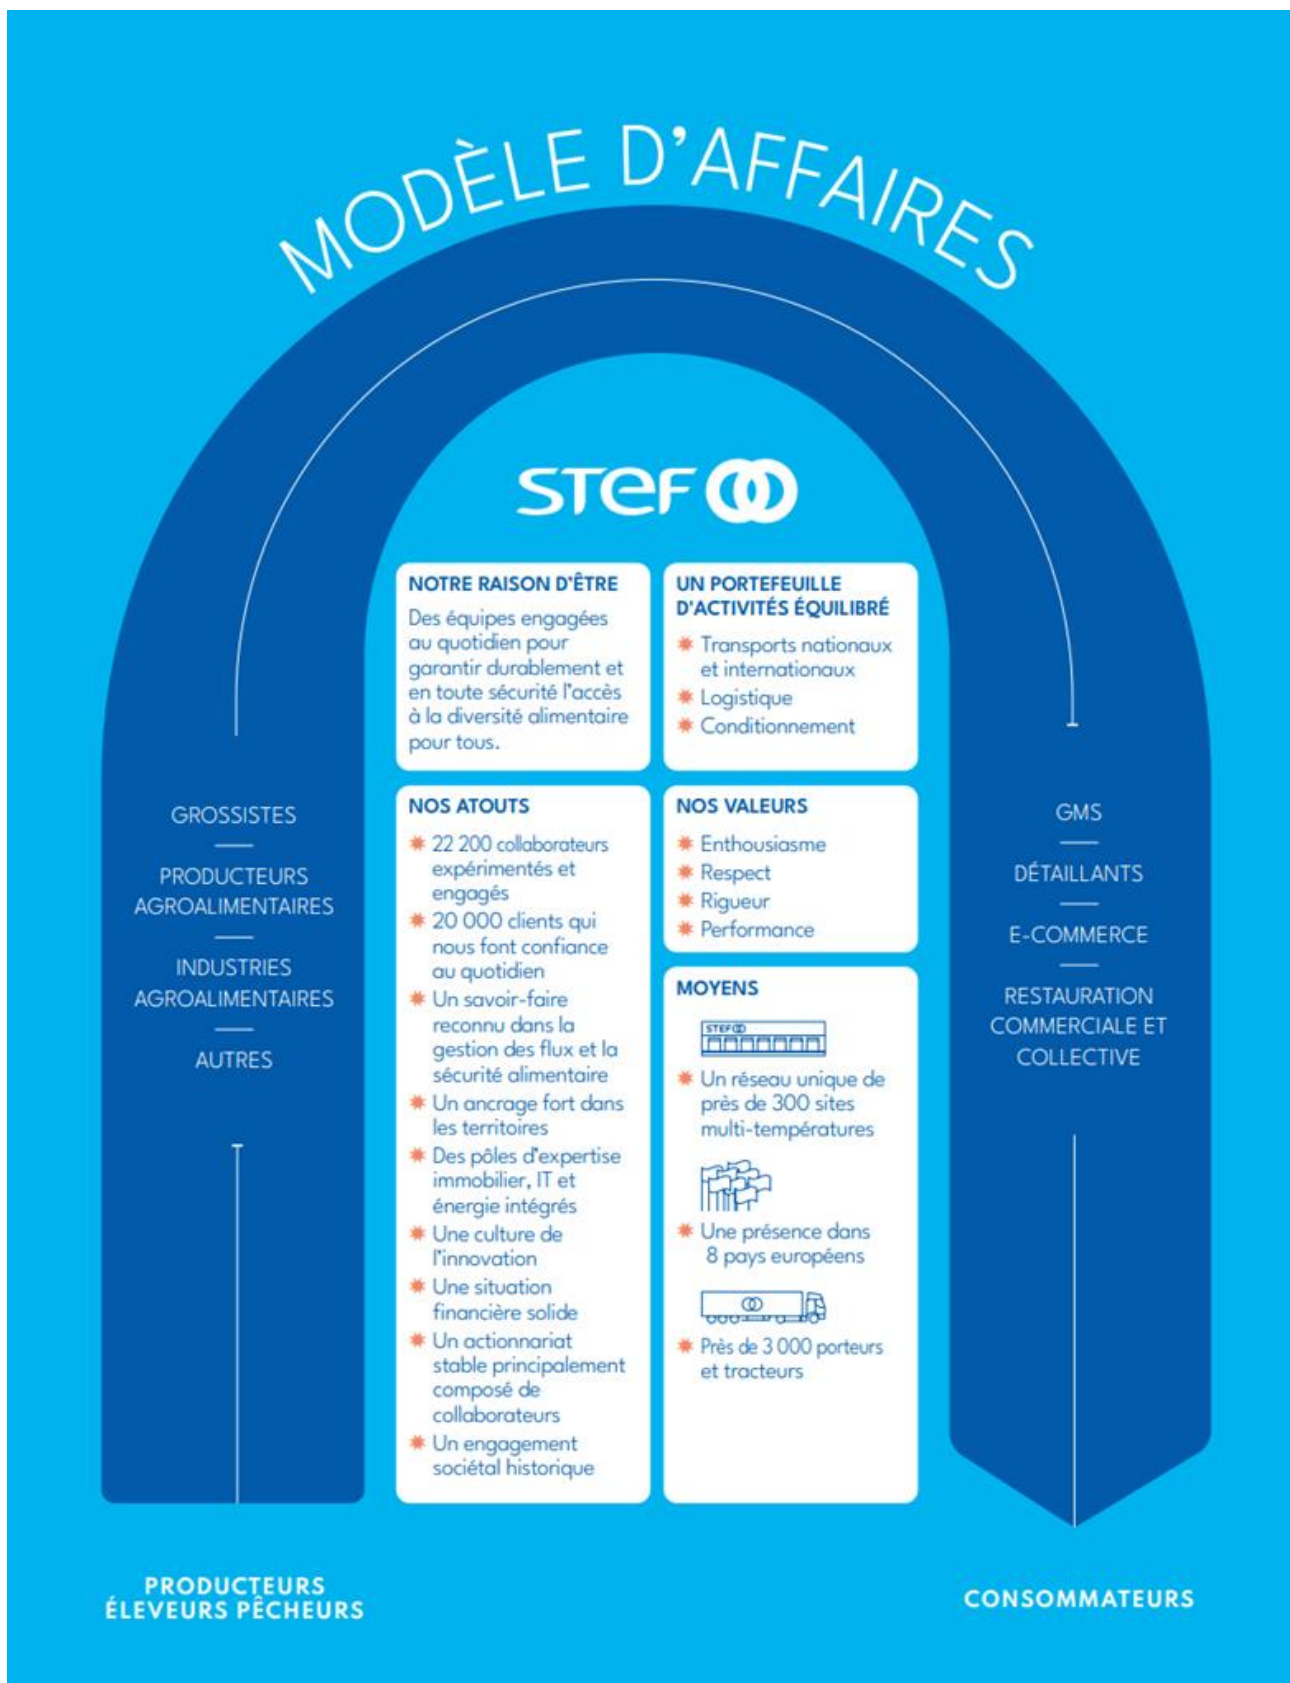 MODÈLE D'AFFAIRES
STEF
NOTRE RAISON D'ÊTRE
Des équipes engagées
au quotidien pour
garantir durablement et
en toute sécurité l'accès
à la diversité alimentaire
pour tous.
UN PORTEFEUILLE
D'ACTIVITÉS ÉQUILIBRÉ
Transports nationaux
et internationaux
Logistique
Conditionnement
GROSSISTES
PRODUCTEURS
AGROALIMENTAIRES
INDUSTRIES
AGROALIMENTAIRES
AUTRES
NOS ATOUTS
22 200 collaborateurs
expérimentés et
engagés
20 000 clients qui
nous font confiance
au quotidien
Un savoir-faire
reconnu dans la
gestion des flux et la
sécurité alimentaire
Un ancrage fort dans
les territoires
Des pôles d'expertise
immobilier, IT et
énergie intégrés
Une culture de
l'innovation
Une situation
financière solide
Un actionnariat
stable principalement
composé de
collaborateurs
Un engagement
sociétal historique
NOS VALEURS
Enthousiasme
Respect
Rigueur
Performance
MOYENS
STEF
Un réseau unique de
près de 300 sites
multi-températures
Une présence dans
8 pays européens
Près de 3 000 porteurs
et tracteurs
GMS
DÉTAILLANTS
E-COMMERCE
RESTAURATION
COMMERCIALE ET
COLLECTIVE
PRODUCTEURS
ÉLEVEURS PÊCHEURS
CONSOMMATEURS